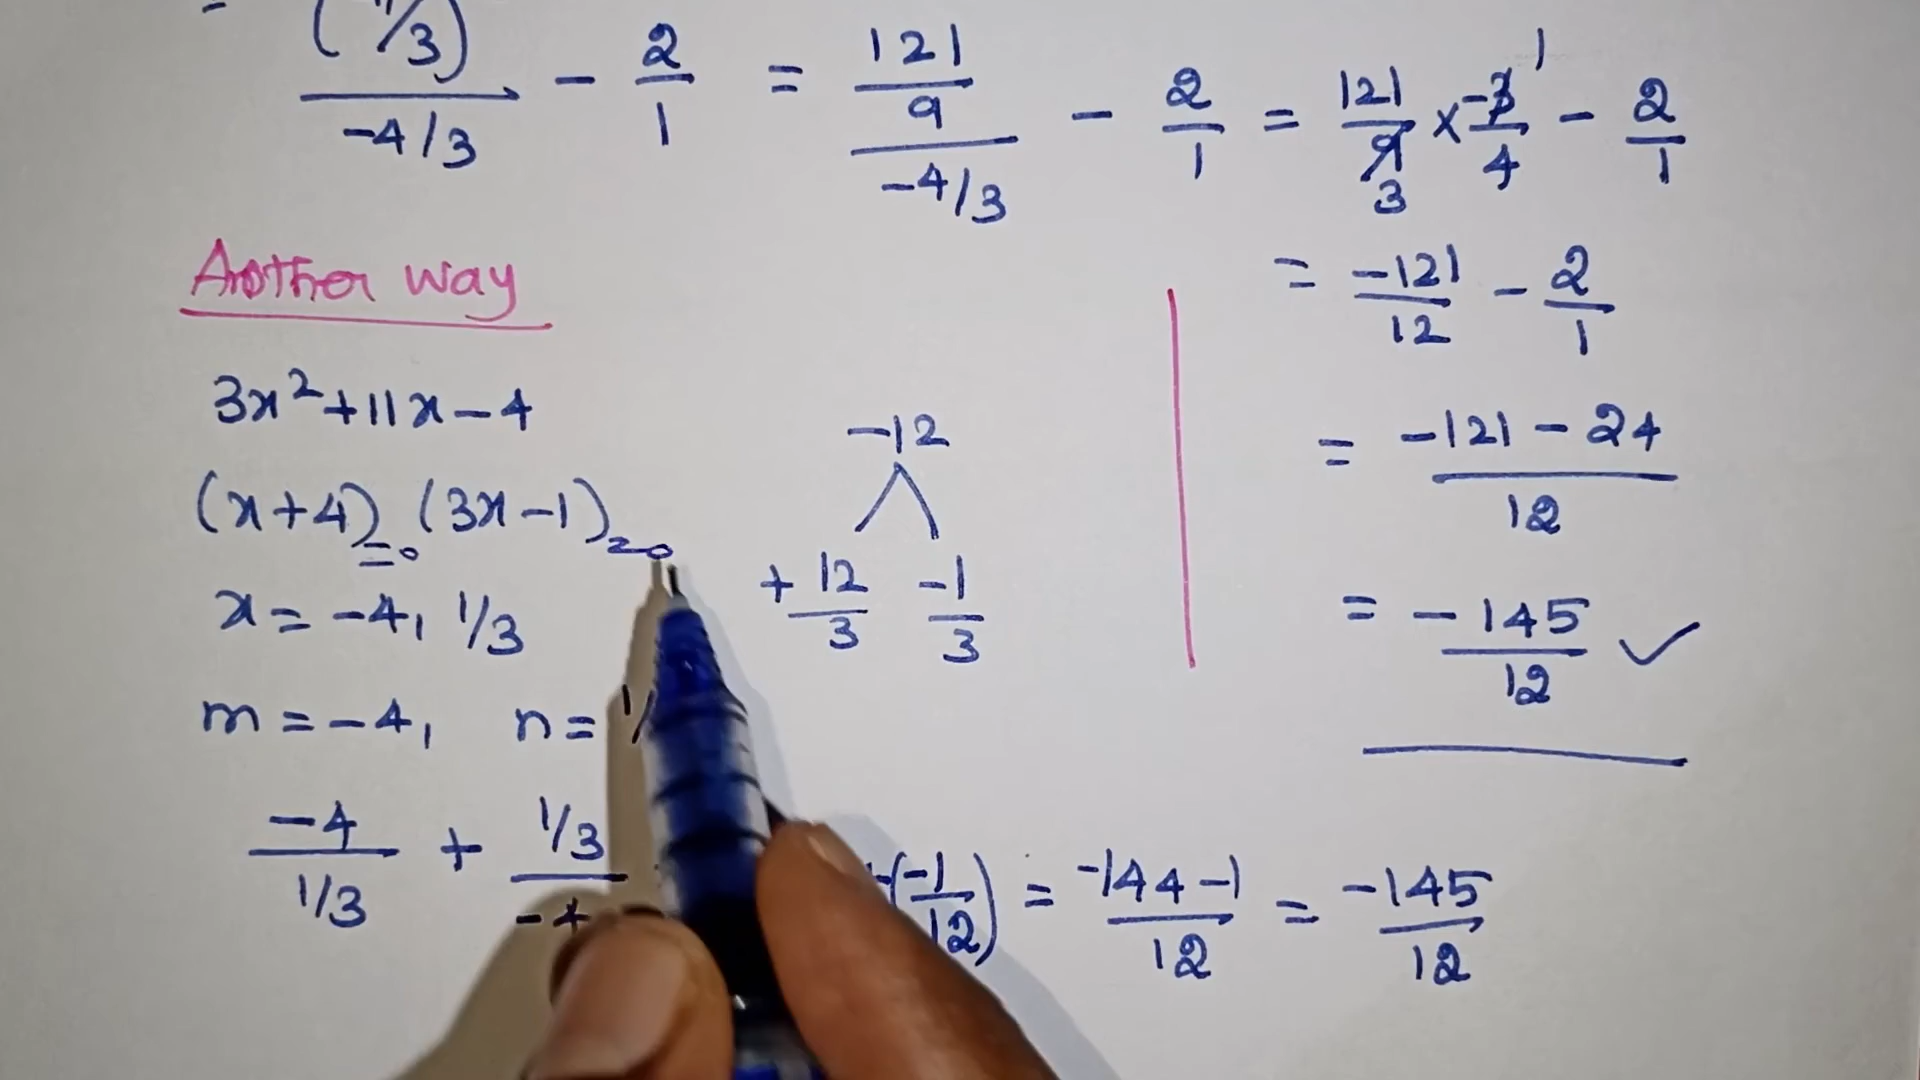 = (11/3) / (-4/3) - 2/1 = (121/9) / (-4/3) - 2/1 = 121/9 3 × -3/4 1 - 2/1
= -121/12 - 2/1
= (-121 - 24)/12
= -145/12 ✓
Another way
3x² + 11x - 4
(x+4)=0 (3x-1)=0
-12
+12/3 -1/3
x = -4, 1/3
m = -4, n = 1/
-4 / (1/3) + (1/3) / -4
(-1/12) = (-144-1)/12 = -145/12